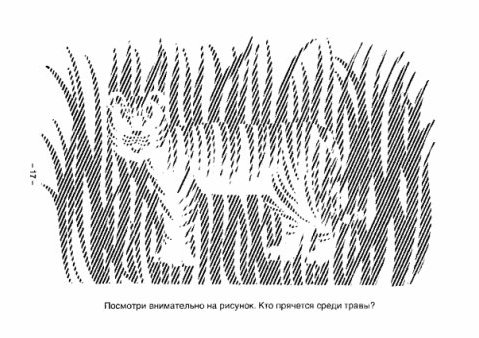 – 17 –
Посмотри внимательно на рисунок. Кто прячется среди травы?